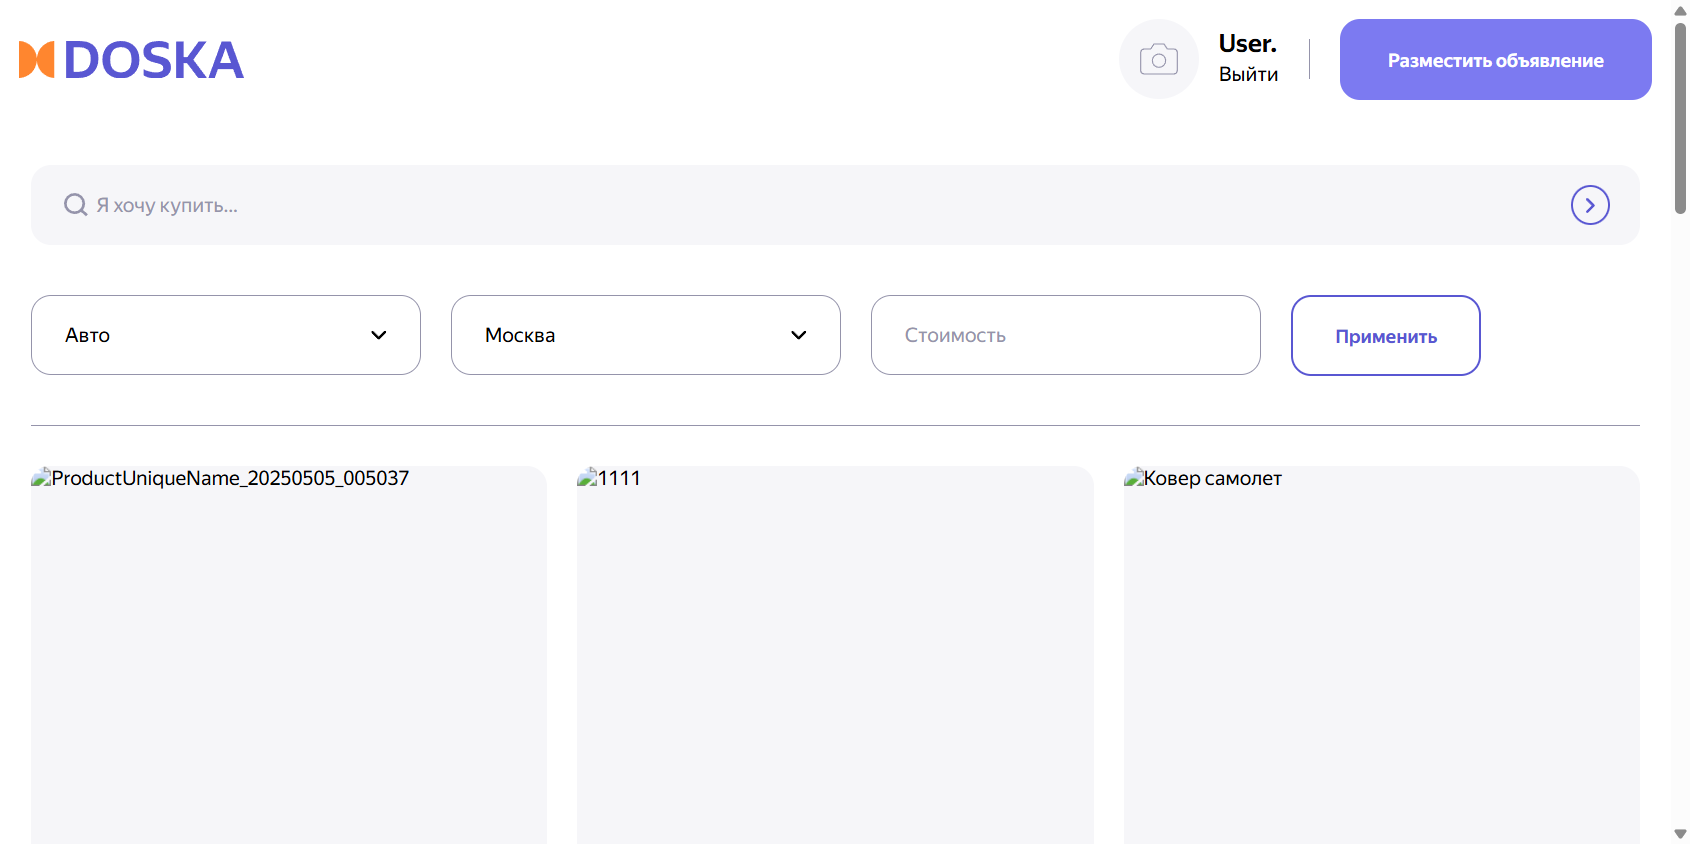 DOSKA
User.
Выйти
Разместить объявление
Я хочу купить...
Авто
Москва
Стоимость
Применить
ProductUniqueName_20250505_005037
1111
Ковер самолет